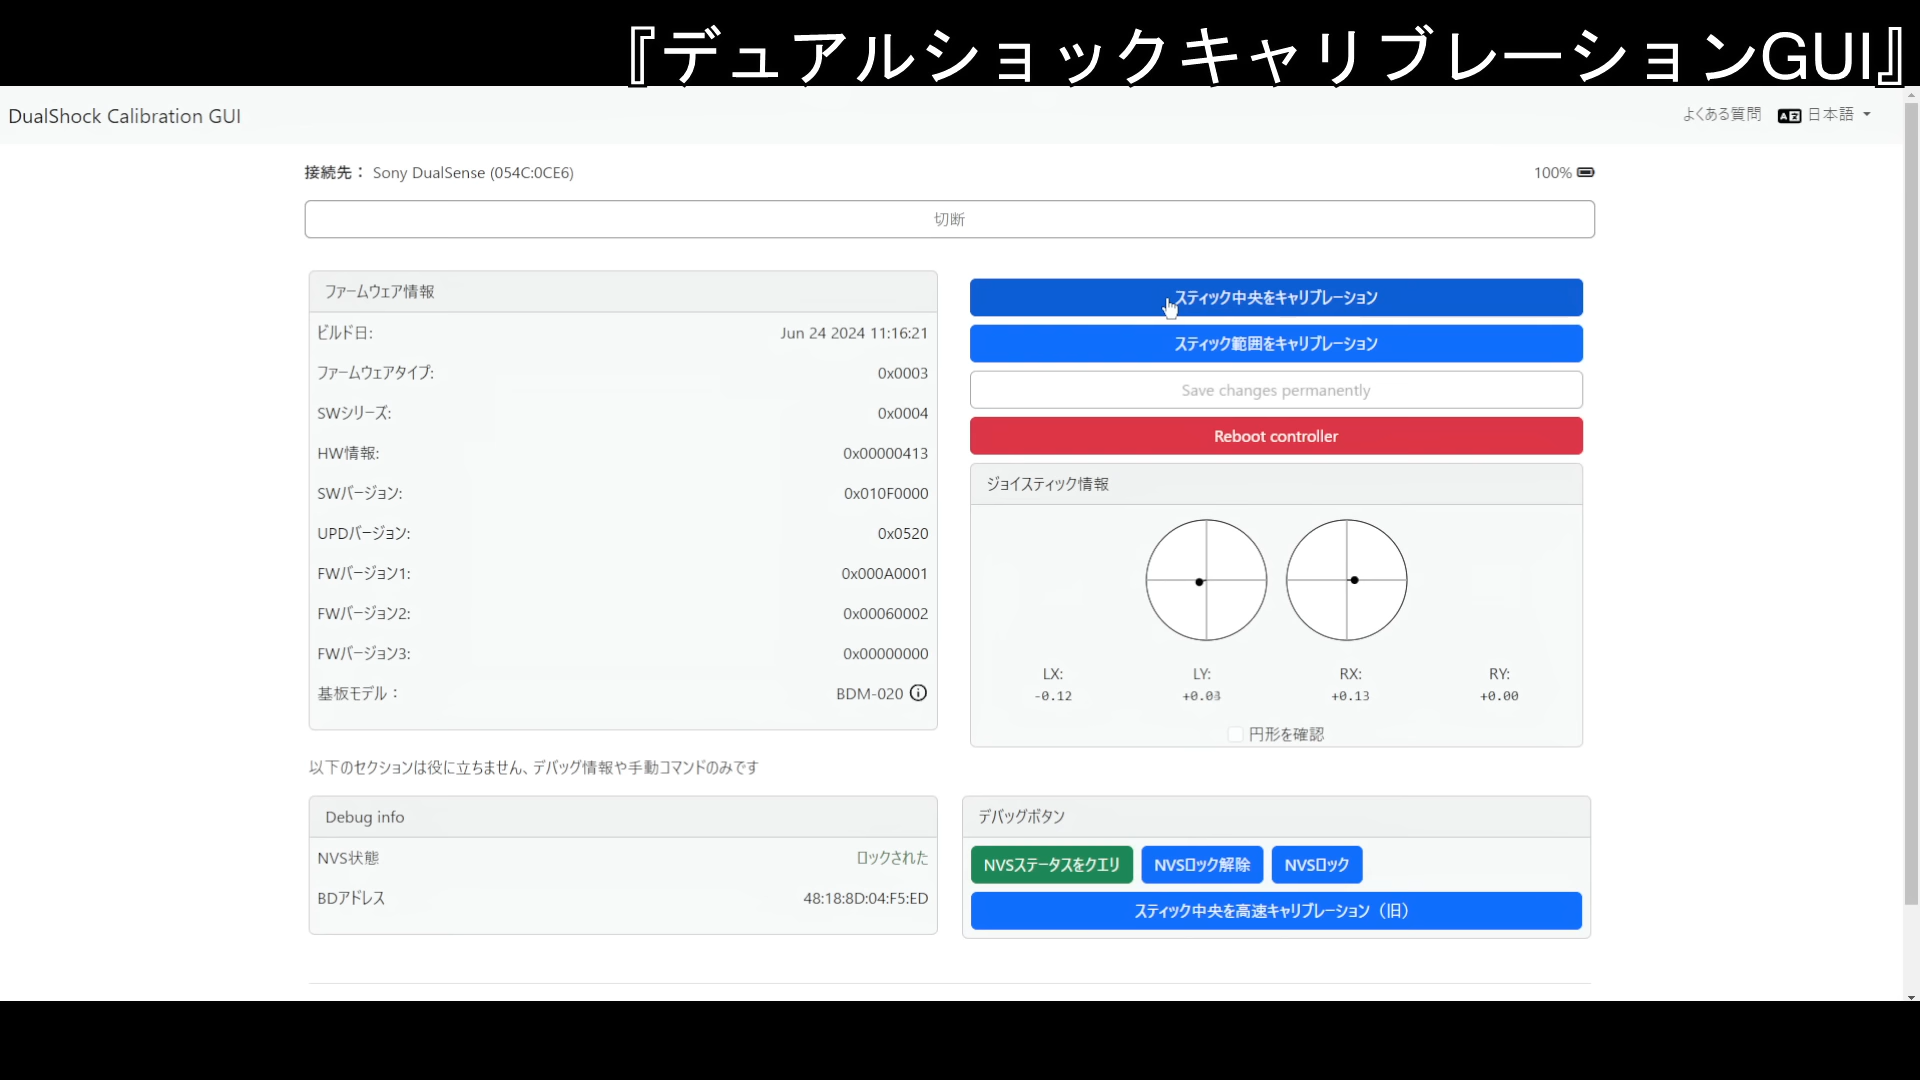 『デュアルショックキャリブレーションGUI』
DualShock Calibration GUI
よくある質問 日本語
接続先： Sony DualSense (054C:0CE6)
100%
切断
ファームウェア情報
ビルド日: Jun 24 2024 11:16:21
ファームウェアタイプ: 0x0003
SWシリーズ: 0x0004
HW情報: 0x00000413
SWバージョン: 0x010F0000
UPDバージョン: 0x0520
FWバージョン1: 0x000A0001
FWバージョン2: 0x00060002
FWバージョン3: 0x00000000
基板モデル： BDM-020
スティック中央をキャリブレーション
スティック範囲をキャリブレーション
Save changes permanently
Reboot controller
ジョイスティック情報
LX: LY: RX: RY:
-0.12 +0.03 +0.13 +0.00
円形を確認
以下のセクションは役に立ちません、デバッグ情報や手動コマンドのみです
Debug info
NVS状態 ロックされた
BDアドレス 48:18:8D:04:F5:ED
デバッグボタン
NVSステータスをクエリ NVSロック解除 NVSロック
スティック中央を高速キャリブレーション（旧）